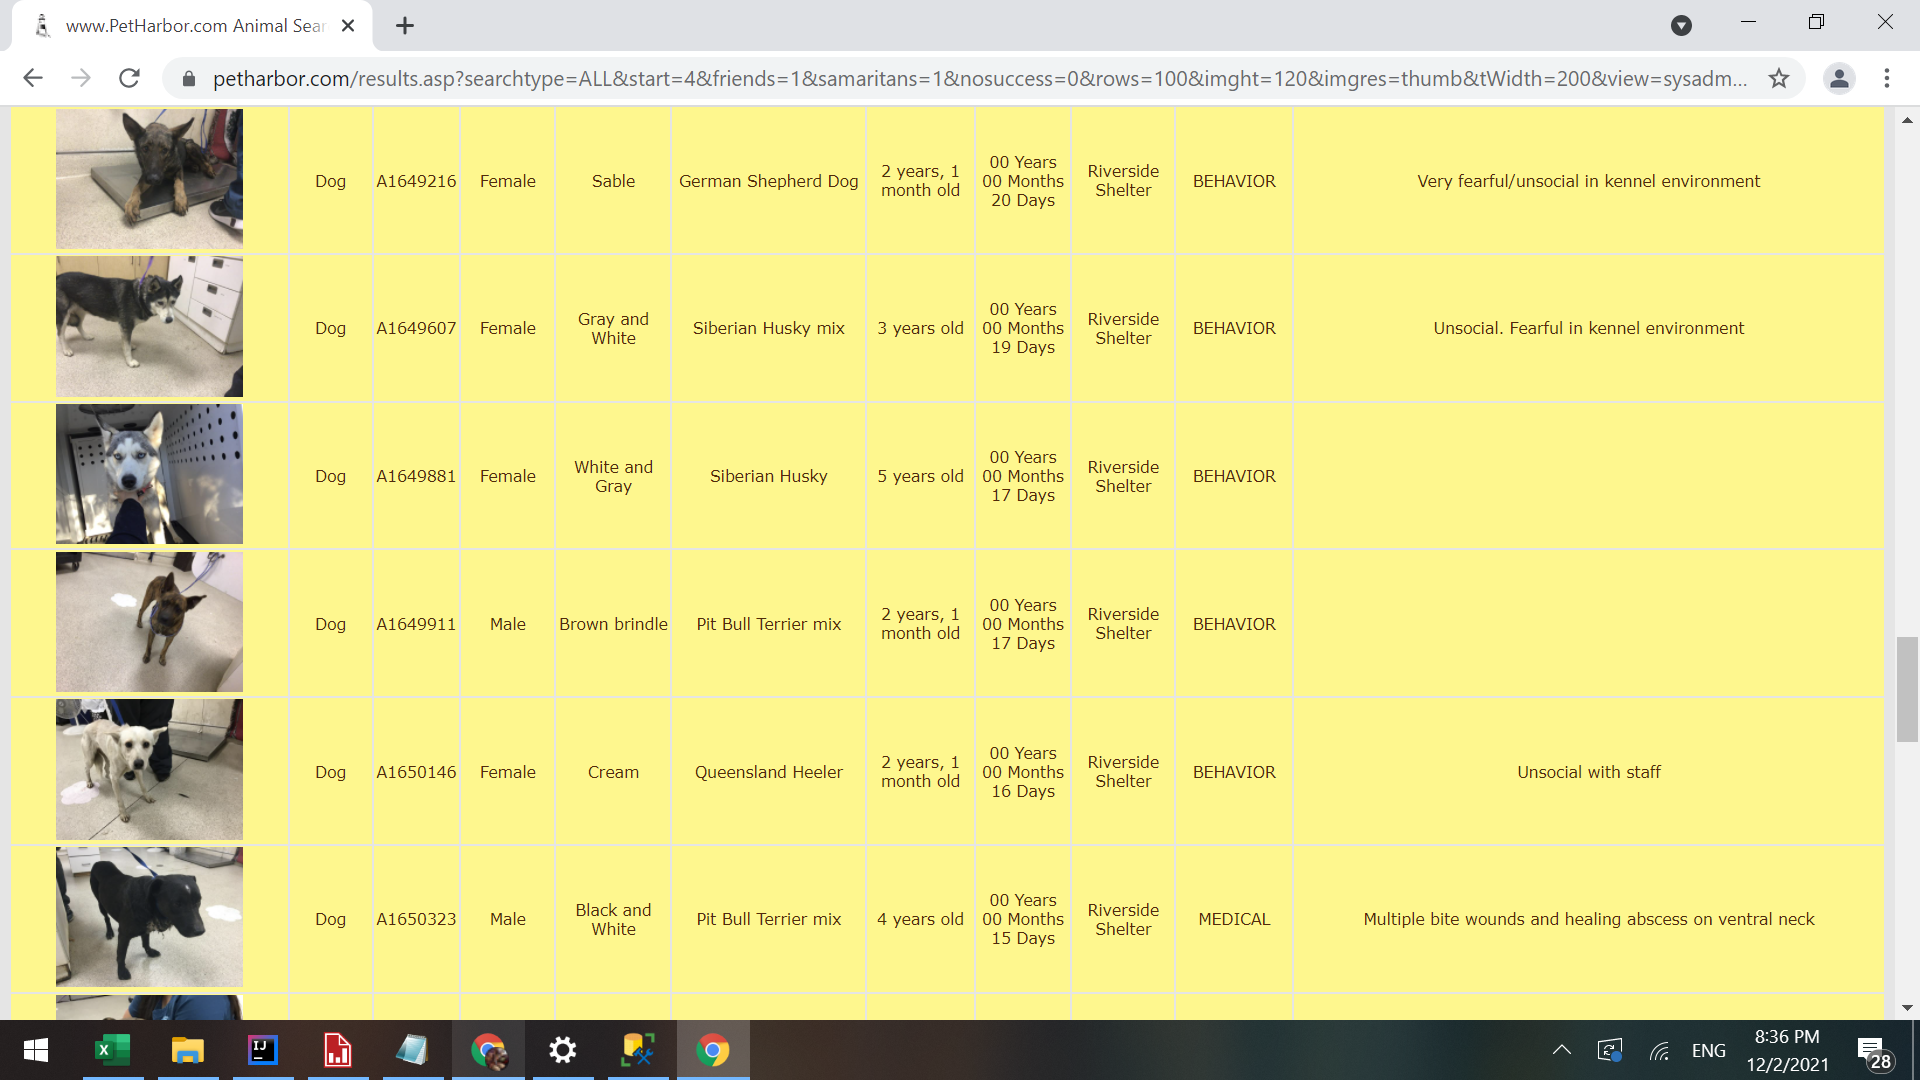 www.PetHarbor.com Animal Sear
petharbor.com/results.asp?searchtype=ALL&start=4&friends=1&samaritans=1&nosuccess=0&rows=100&imght=120&imgres=thumb&tWidth=200&view=sysadm...
Dog A1649216 Female Sable German Shepherd Dog 2 years, 1 month old 00 Years 00 Months 20 Days Riverside Shelter BEHAVIOR Very fearful/unsocial in kennel environment
Dog A1649607 Female Gray and White Siberian Husky mix 3 years old 00 Years 00 Months 19 Days Riverside Shelter BEHAVIOR Unsocial. Fearful in kennel environment
Dog A1649881 Female White and Gray Siberian Husky 5 years old 00 Years 00 Months 17 Days Riverside Shelter BEHAVIOR
Dog A1649911 Male Brown brindle Pit Bull Terrier mix 2 years, 1 month old 00 Years 00 Months 17 Days Riverside Shelter BEHAVIOR
Dog A1650146 Female Cream Queensland Heeler 2 years, 1 month old 00 Years 00 Months 16 Days Riverside Shelter BEHAVIOR Unsocial with staff
Dog A1650323 Male Black and White Pit Bull Terrier mix 4 years old 00 Years 00 Months 15 Days Riverside Shelter MEDICAL Multiple bite wounds and healing abscess on ventral neck
X IJ ENG 8:36 PM
12/2/2021 28